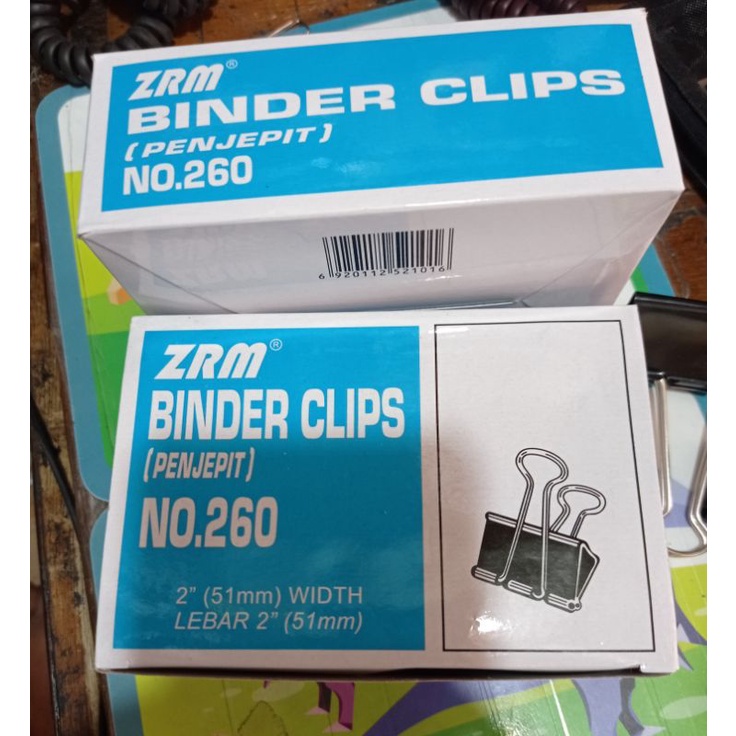 ZRM®
BINDER CLIPS
(PENJEPIT)
NO.260
6 920112 521016
ZRM®
BINDER CLIPS
(PENJEPIT)
NO.260
2" (51mm) WIDTH
LEBAR 2" (51mm)